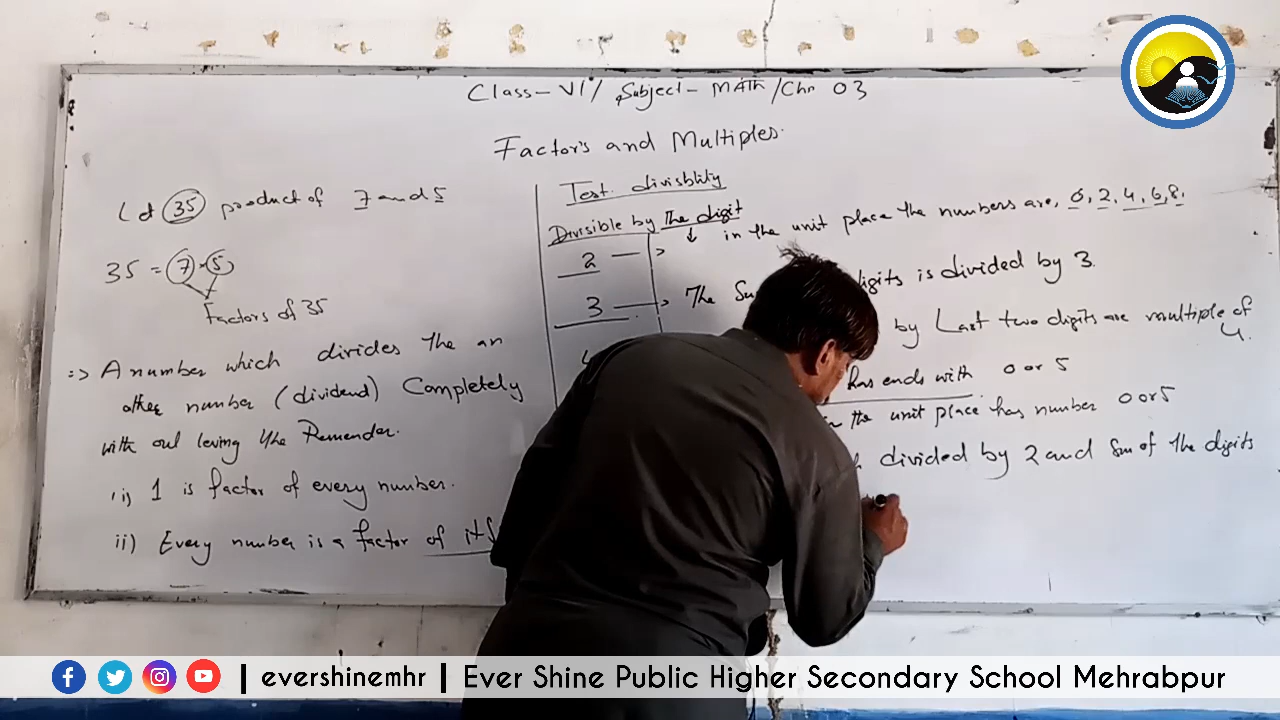 Class-VI/ Subject- MATH/Chr 03
Factor's and Multiples.
Let 35 product of 7 and 5
35 = 7 × 5
Factors of 35
=> A number which divides the an
other number (dividend) Completely
with out leving the Remender.
i) 1 is factor of every number.
ii) Every number is a factor of itsf
Test divisblity
Divisible by The digit
2 → in the unit place the numbers are, 0, 2, 4, 6, 8.
3 → The digits is divided by 3.
by Last two digits are multiple of
4.
has ends with 0 or 5
in the unit place has number 0 or 5
divided by 2 and Sum of the digits
| evershinemhr | Ever Shine Public Higher Secondary School Mehrabpur